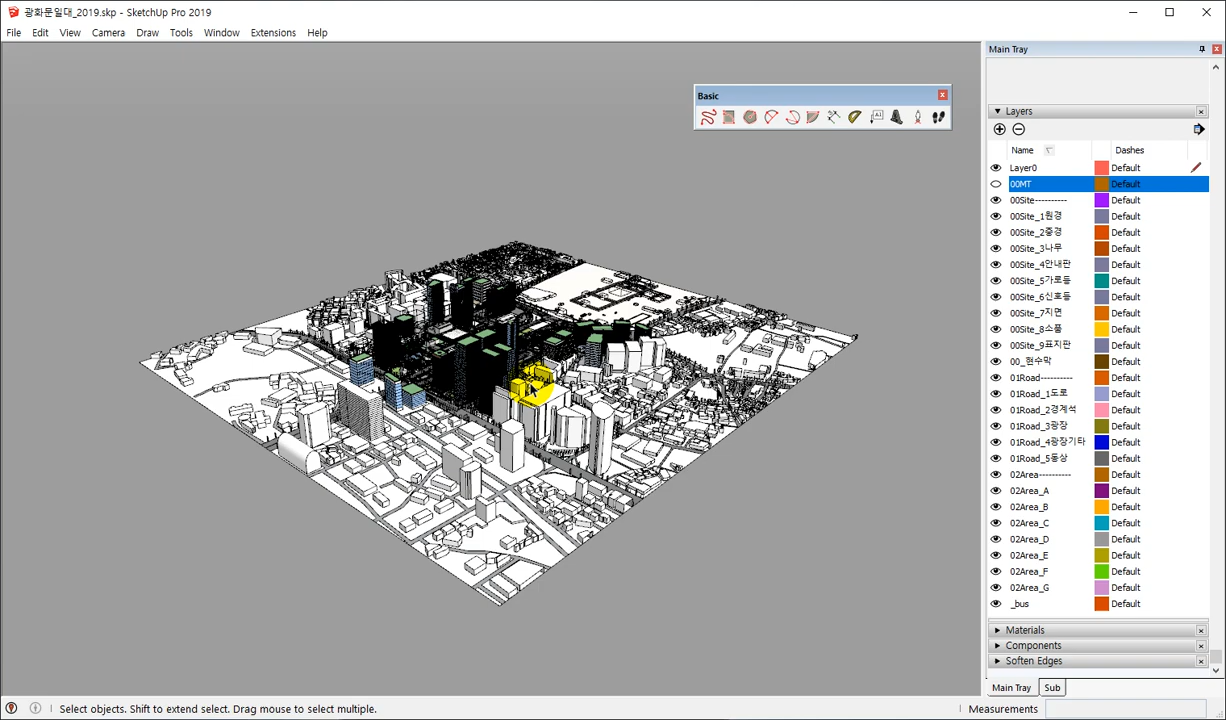 광화문일대_2019.skp - SketchUp Pro 2019
File Edit View Camera Draw Tools Window Extensions Help
Main Tray
Basic
Layers
Name Dashes
Layer0 Default
00MT Default
00Site---------- Default
00Site_1원경 Default
00Site_2중경 Default
00Site_3나무 Default
00Site_4안내판 Default
00Site_5가로등 Default
00Site_6신호등 Default
00Site_7지면 Default
00Site_8소품 Default
00Site_9표지판 Default
00_현수막 Default
01Road---------- Default
01Road_1도로 Default
01Road_2경계석 Default
01Road_3광장 Default
01Road_4광장기타 Default
01Road_5동상 Default
02Area---------- Default
02Area_A Default
02Area_B Default
02Area_C Default
02Area_D Default
02Area_E Default
02Area_F Default
02Area_G Default
_bus Default
Materials
Components
Soften Edges
Main Tray Sub
Select objects. Shift to extend select. Drag mouse to select multiple.
Measurements